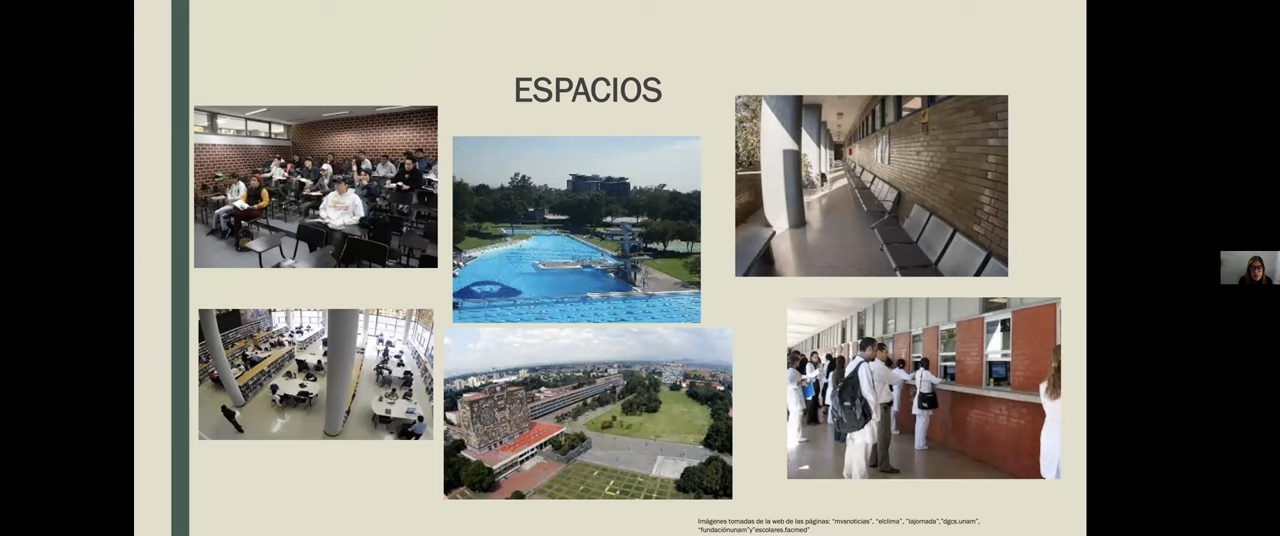 ESPACIOS
Imágenes tomadas de la web de las páginas: "mvsnoticias", "elclima", "lajornada","dgcs.unam",
"fundaciónunam"y"escolares.facmed"